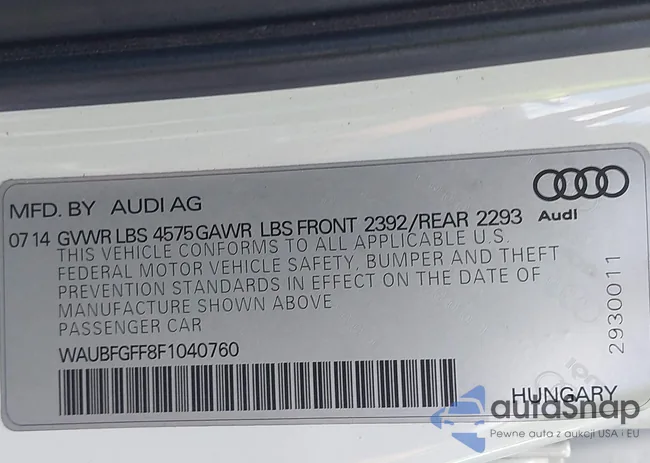 MFD. BY AUDI AG
07 14 GVWR LBS 4575 GAWR LBS FRONT 2392/REAR 2293
Audi
THIS VEHICLE CONFORMS TO ALL APPLICABLE U.S.
FEDERAL MOTOR VEHICLE SAFETY, BUMPER AND THEFT
PREVENTION STANDARDS IN EFFECT ON THE DATE OF
MANUFACTURE SHOWN ABOVE
PASSENGER CAR
WAUBFGFF8F1040760
2930011
HUNGARY
autaSnap
Pewne auta z aukcji USA i EU